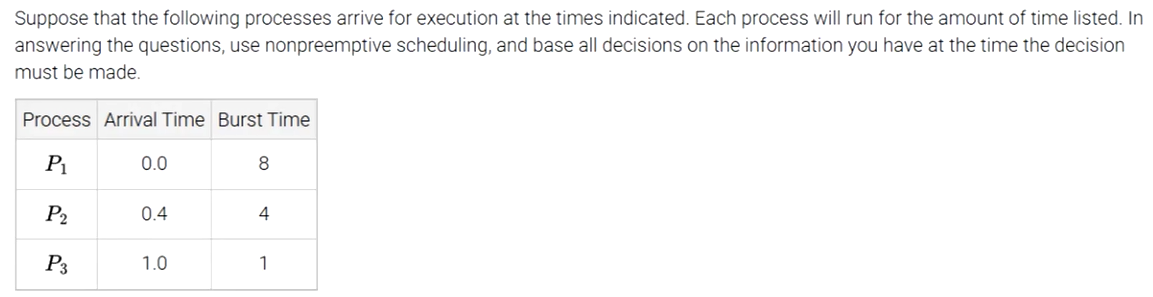 Suppose that the following processes arrive for execution at the times indicated. Each process will run for the amount of time listed. In
answering the questions, use nonpreemptive scheduling, and base all decisions on the information you have at the time the decision
must be made.
Process Arrival Time Burst Time
P₁ 0.0 8
P₂ 0.4 4
P₃ 1.0 1